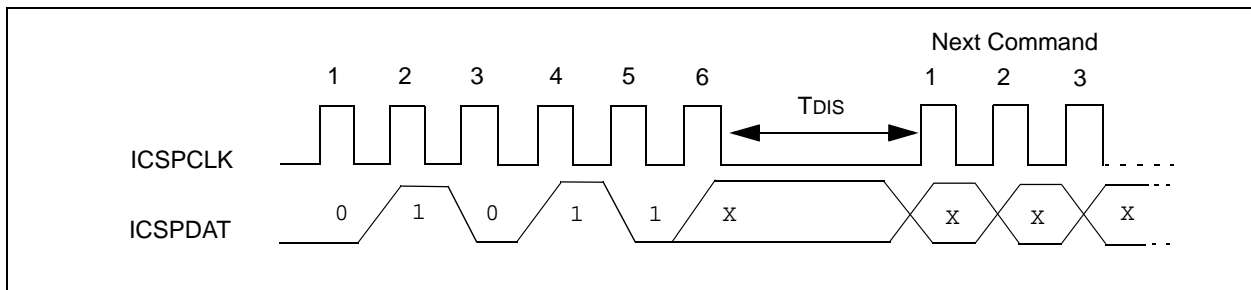 Next Command
1 2 3 4 5 6 1 2 3
TDIS
ICSPCLK
ICSPDAT
0 1 0 1 1 x x x x